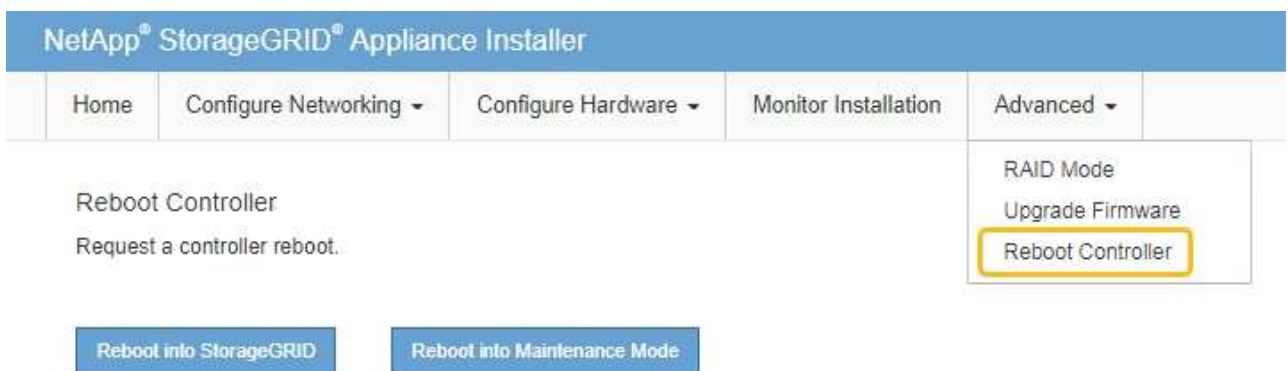 NetApp® StorageGRID® Appliance Installer
Home Configure Networking Configure Hardware Monitor Installation Advanced
RAID Mode
Upgrade Firmware
Reboot Controller
Reboot Controller
Request a controller reboot.
Reboot into StorageGRID Reboot into Maintenance Mode